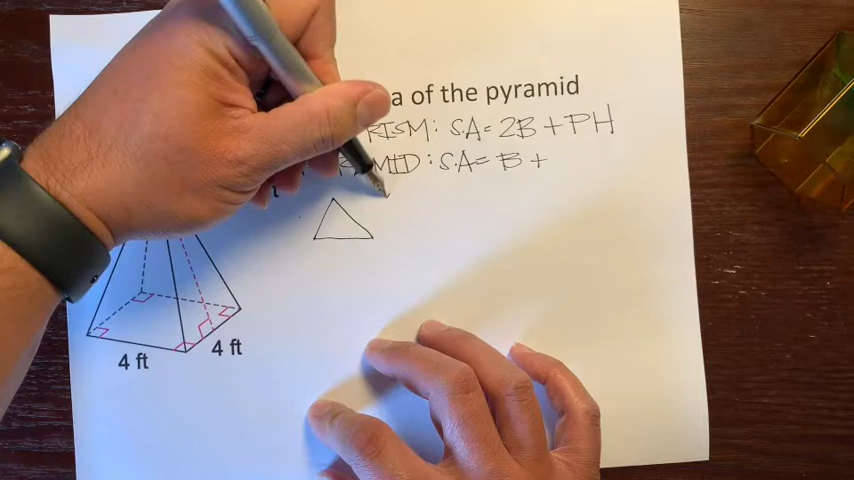 a of the pyramid
RISM: S.A= 2B + PH
MID: S.A= B +
4 ft
4 ft